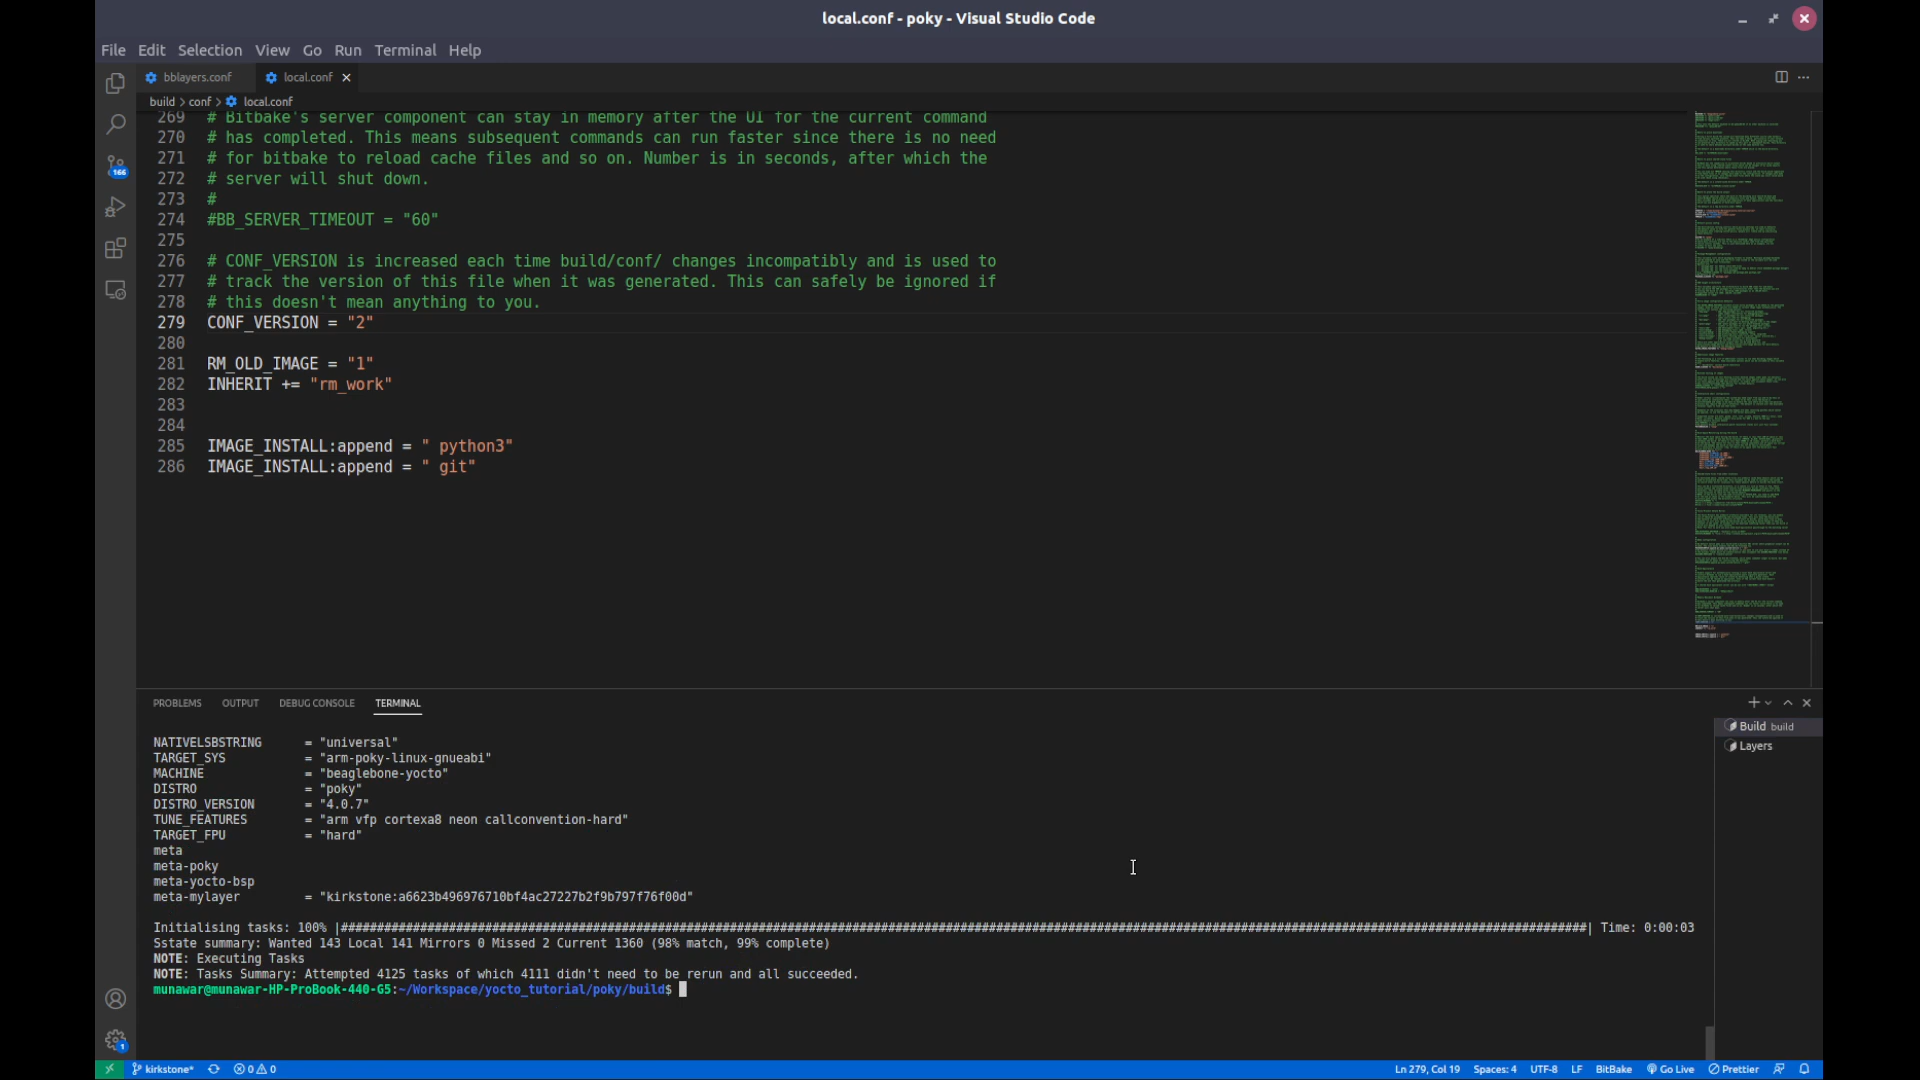 local.conf - poky - Visual Studio Code
File Edit Selection View Go Run Terminal Help
bblayers.conf local.conf
build > conf > local.conf
269 # Bitbake's server component can stay in memory after the UI for the current command
270 # has completed. This means subsequent commands can run faster since there is no need
271 # for bitbake to reload cache files and so on. Number is in seconds, after which the
272 # server will shut down.
273 #
274 #BB_SERVER_TIMEOUT = "60"
275
276 # CONF_VERSION is increased each time build/conf/ changes incompatibly and is used to
277 # track the version of this file when it was generated. This can safely be ignored if
278 # this doesn't mean anything to you.
279 CONF_VERSION = "2"
280
281 RM_OLD_IMAGE = "1"
282 INHERIT += "rm_work"
283
284
285 IMAGE_INSTALL:append = " python3"
286 IMAGE_INSTALL:append = " git"
166
PROBLEMS OUTPUT DEBUG CONSOLE TERMINAL
Build build
Layers
NATIVELSBSTRING = "universal"
TARGET_SYS = "arm-poky-linux-gnueabi"
MACHINE = "beaglebone-yocto"
DISTRO = "poky"
DISTRO_VERSION = "4.0.7"
TUNE_FEATURES = "arm vfp cortexa8 neon callconvention-hard"
TARGET_FPU = "hard"
meta
meta-poky
meta-yocto-bsp
meta-mylayer = "kirkstone:a6623b496976710bf4ac27227b2f9b797f76f00d"
Initialising tasks: 100% |################################################################################################################################################################| Time: 0:00:03
Sstate summary: Wanted 143 Local 141 Mirrors 0 Missed 2 Current 1360 (98% match, 99% complete)
NOTE: Executing Tasks
NOTE: Tasks Summary: Attempted 4125 tasks of which 4111 didn't need to be rerun and all succeeded.
munawar@munawar-HP-ProBook-440-G5:~/Workspace/yocto_tutorial/poky/build$
1
kirkstone* 0 0 Ln 279, Col 19 Spaces: 4 UTF-8 LF BitBake Go Live Prettier